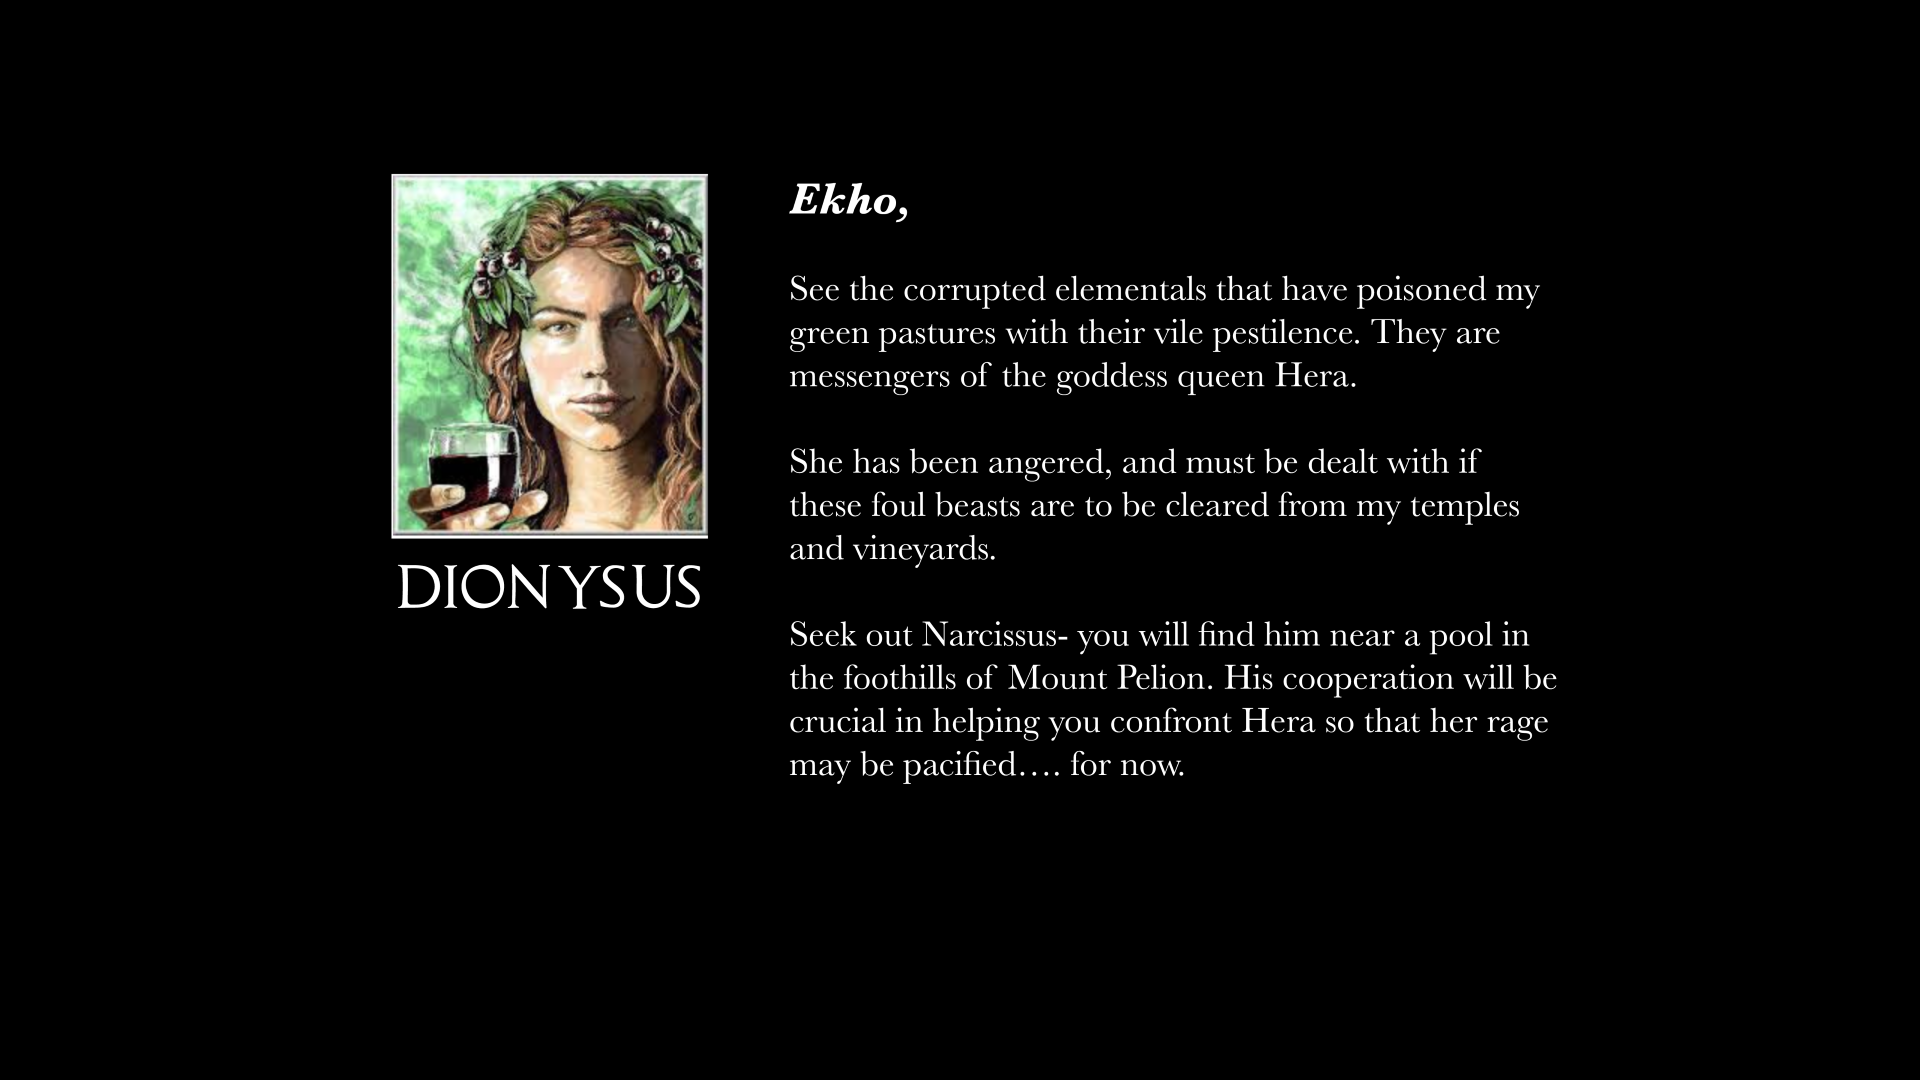 Ekho,
See the corrupted elementals that have poisoned my
green pastures with their vile pestilence. They are
messengers of the goddess queen Hera.
She has been angered, and must be dealt with if
these foul beasts are to be cleared from my temples
and vineyards.
Seek out Narcissus- you will find him near a pool in
the foothills of Mount Pelion. His cooperation will be
crucial in helping you confront Hera so that her rage
may be pacified…. for now.
DIONYSUS